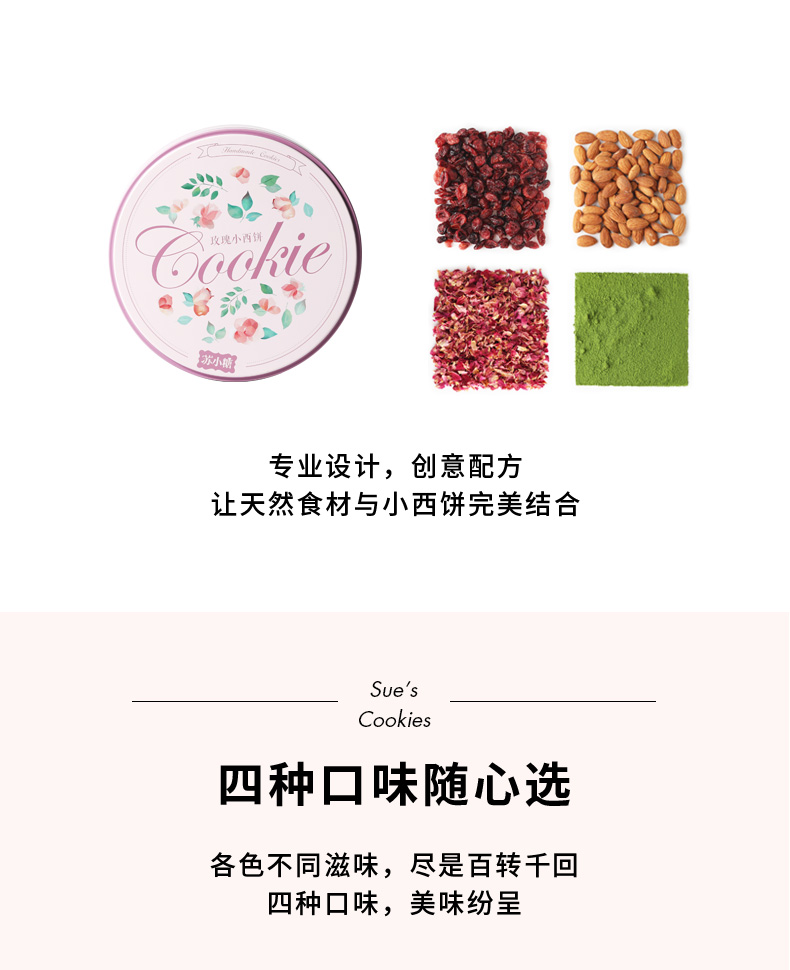 Handmade Cookies
玫瑰小西饼
Cookie
苏小糖
专业设计，创意配方
让天然食材与小西饼完美结合
Sue's
Cookies
四种口味随心选
各色不同滋味，尽是百转千回
四种口味，美味纷呈